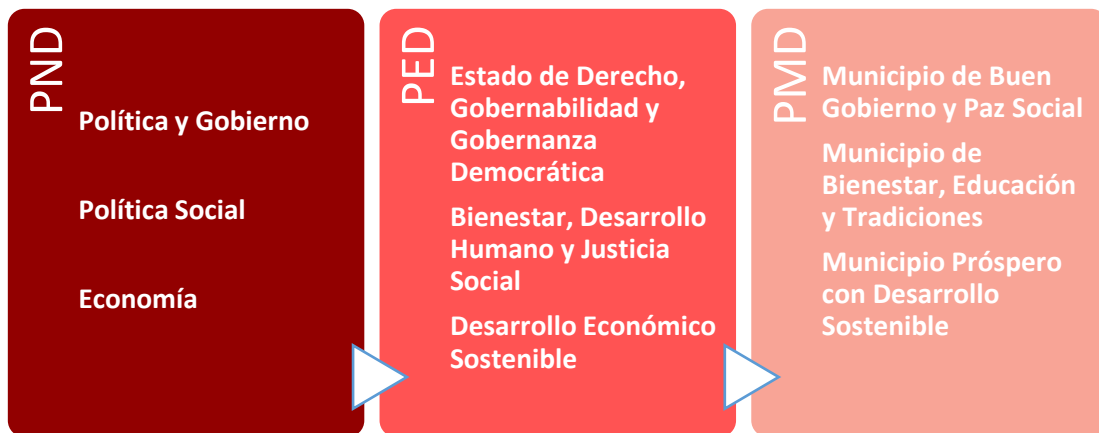 PND
Política y Gobierno
Política Social
Economía
PED
Estado de Derecho,
Gobernabilidad y
Gobernanza
Democrática
Bienestar, Desarrollo
Humano y Justicia
Social
Desarrollo Económico
Sostenible
PMD
Municipio de Buen
Gobierno y Paz Social
Municipio de
Bienestar, Educación
y Tradiciones
Municipio Próspero
con Desarrollo
Sostenible